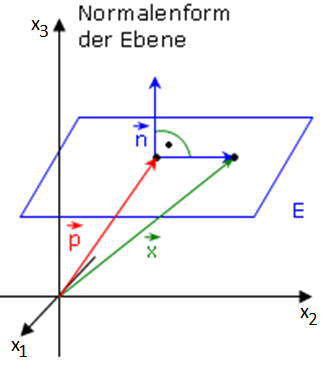 x₃
Normalenform
der Ebene
n⃗
E
p⃗
x⃗
x₂
x₁